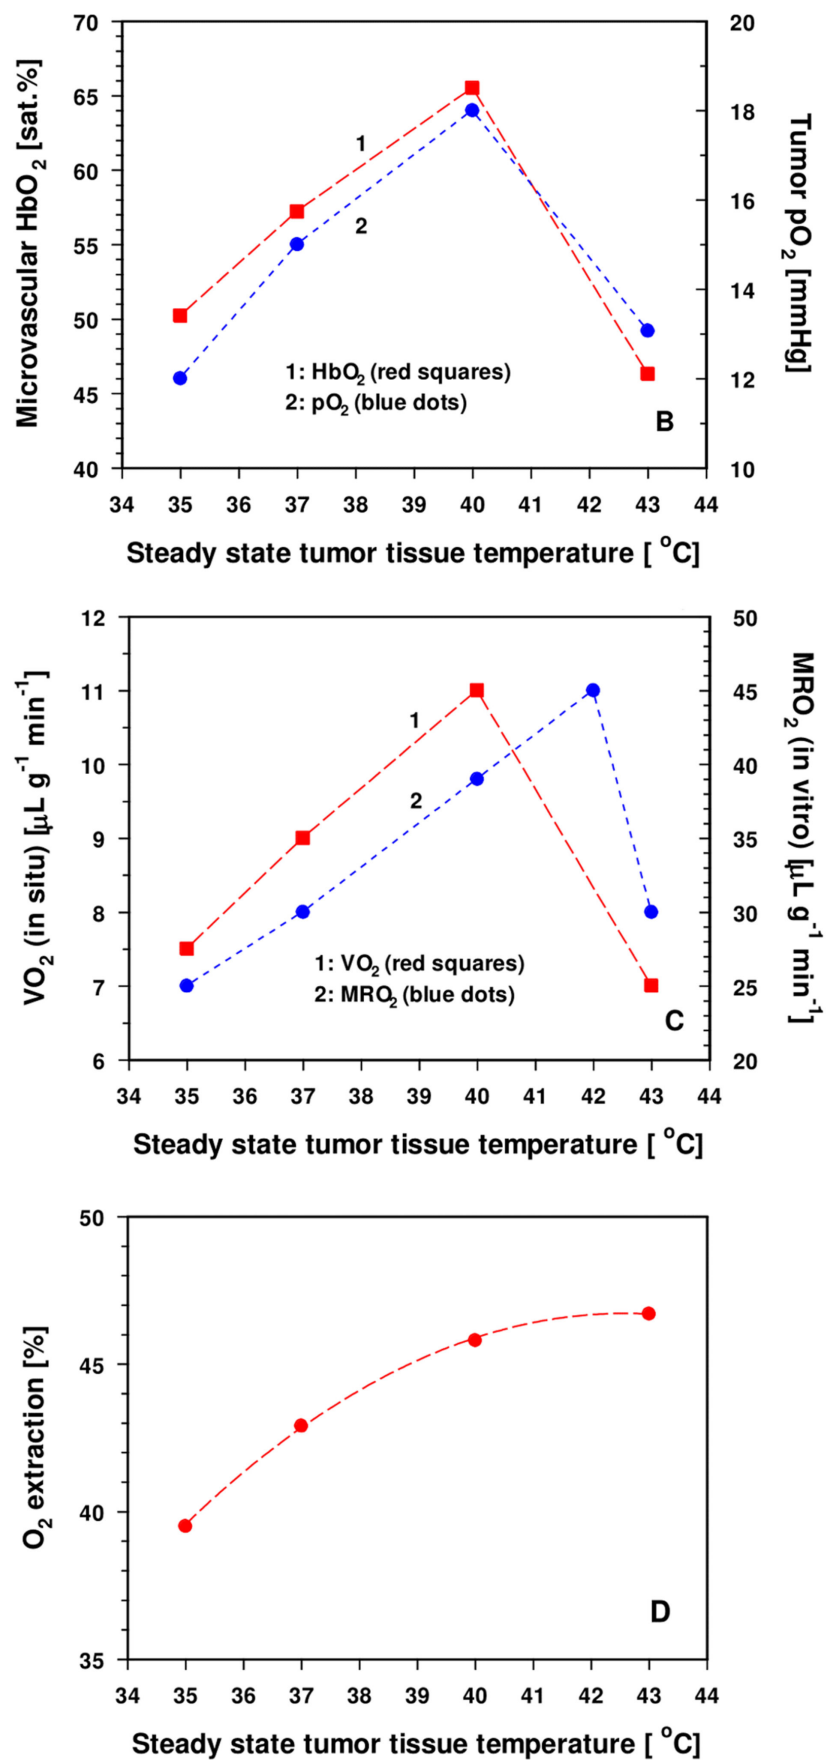 Microvascular HbO2 [sat.%]
70
65
60
55
50
45
40
20
18
16
14
12
10
Tumor pO2 [mmHg]
1
2
1: HbO2 (red squares)
2: pO2 (blue dots)
B
34 35 36 37 38 39 40 41 42 43 44
Steady state tumor tissue temperature [ oC]
VO2 (in situ) [µL g-1 min-1]
12
11
10
9
8
7
6
50
45
40
35
30
25
20
MRO2 (in vitro) [µL g-1 min-1]
1
2
1: VO2 (red squares)
2: MRO2 (blue dots)
C
34 35 36 37 38 39 40 41 42 43 44
Steady state tumor tissue temperature [ oC]
O2 extraction [%]
50
45
40
35
D
34 35 36 37 38 39 40 41 42 43 44
Steady state tumor tissue temperature [ oC]